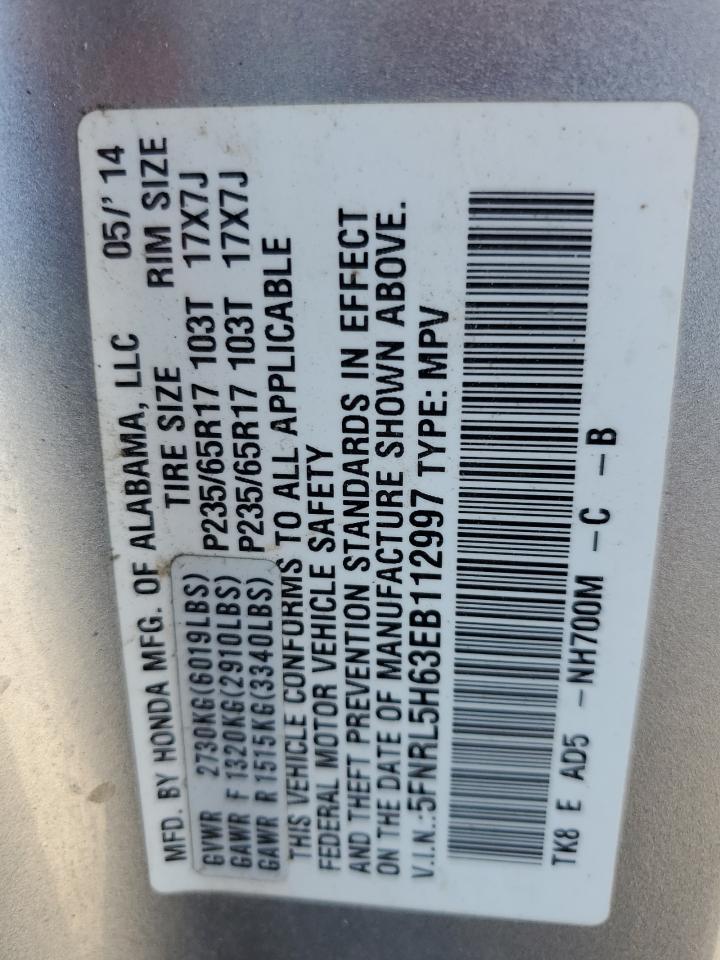 MFD. BY HONDA MFG. OF ALABAMA, LLC 05/' 14
TIRE SIZE RIM SIZE
GVWR 2730KG(6019LBS)
GAWR F 1320KG(2910LBS) P235/65R17 103T 17X7J
GAWR R 1515KG(3340LBS) P235/65R17 103T 17X7J
THIS VEHICLE CONFORMS TO ALL APPLICABLE
FEDERAL MOTOR VEHICLE SAFETY
AND THEFT PREVENTION STANDARDS IN EFFECT
ON THE DATE OF MANUFACTURE SHOWN ABOVE.
V.I.N.:5FNRL5H63EB112997 TYPE: MPV
TK8 E AD5 -NH700M -C -B